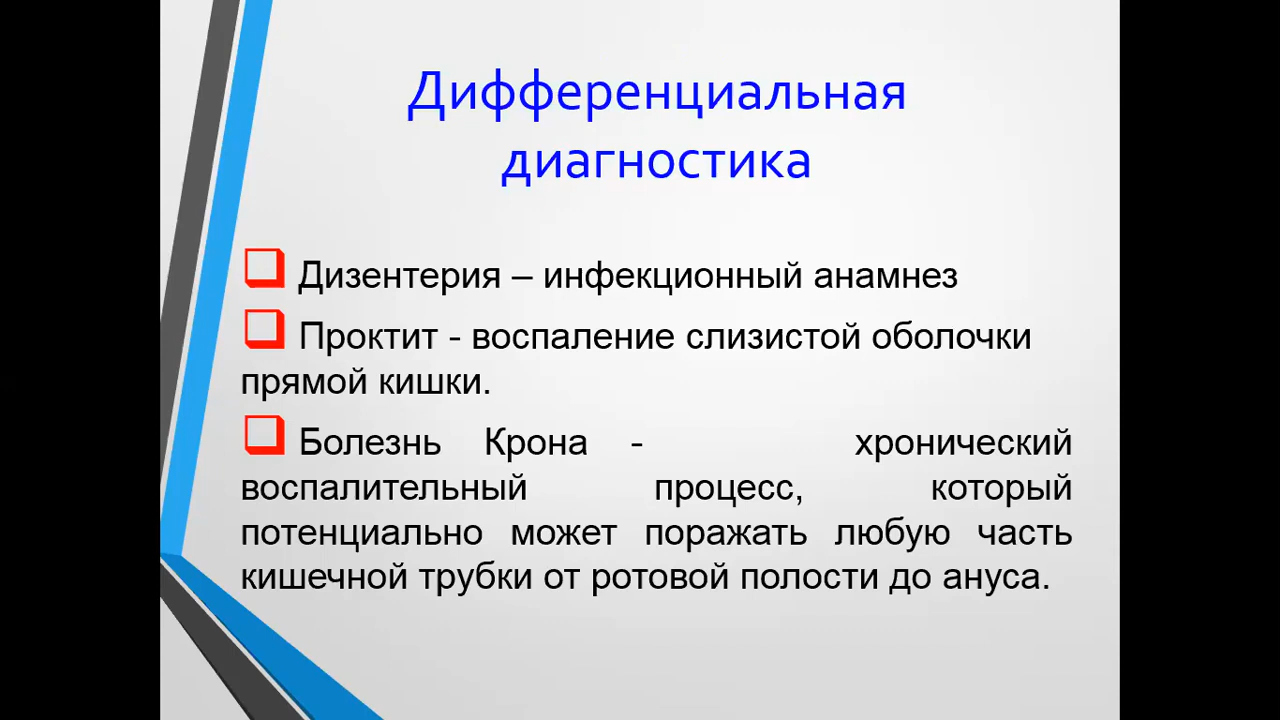 Дифференциальная
диагностика
Дизентерия – инфекционный анамнез
Проктит - воспаление слизистой оболочки
прямой кишки.
Болезнь Крона - хронический
воспалительный процесс, который
потенциально может поражать любую часть
кишечной трубки от ротовой полости до ануса.